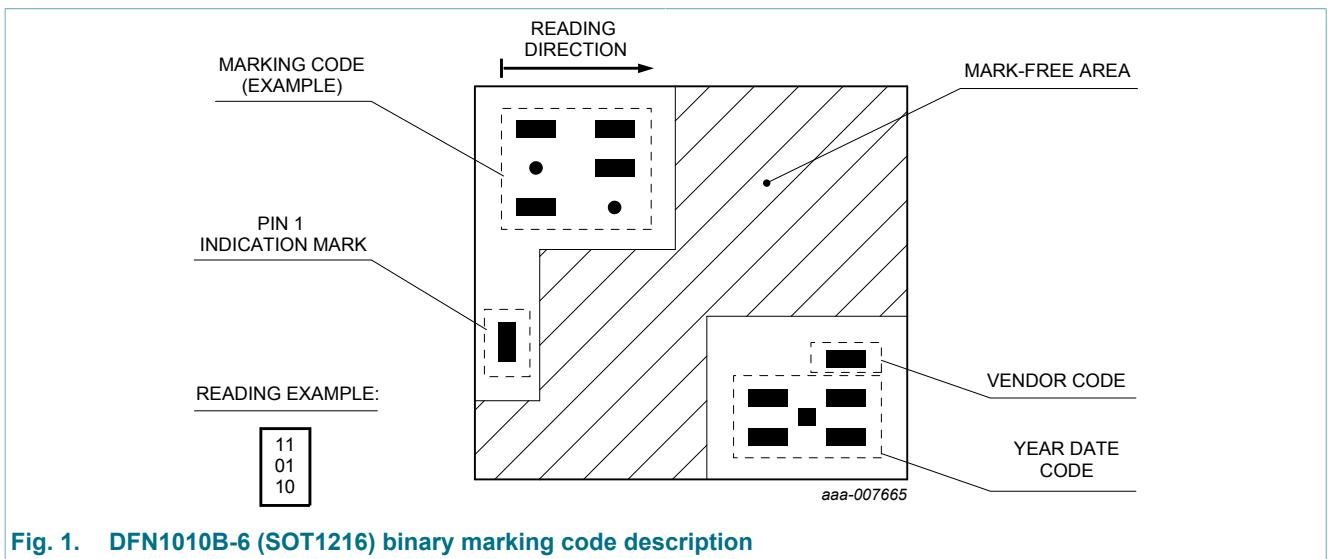 READING
DIRECTION
MARKING CODE
(EXAMPLE)
MARK-FREE AREA
PIN 1
INDICATION MARK
READING EXAMPLE:
11
01
10
VENDOR CODE
YEAR DATE
CODE
aaa-007665
Fig. 1. DFN1010B-6 (SOT1216) binary marking code description